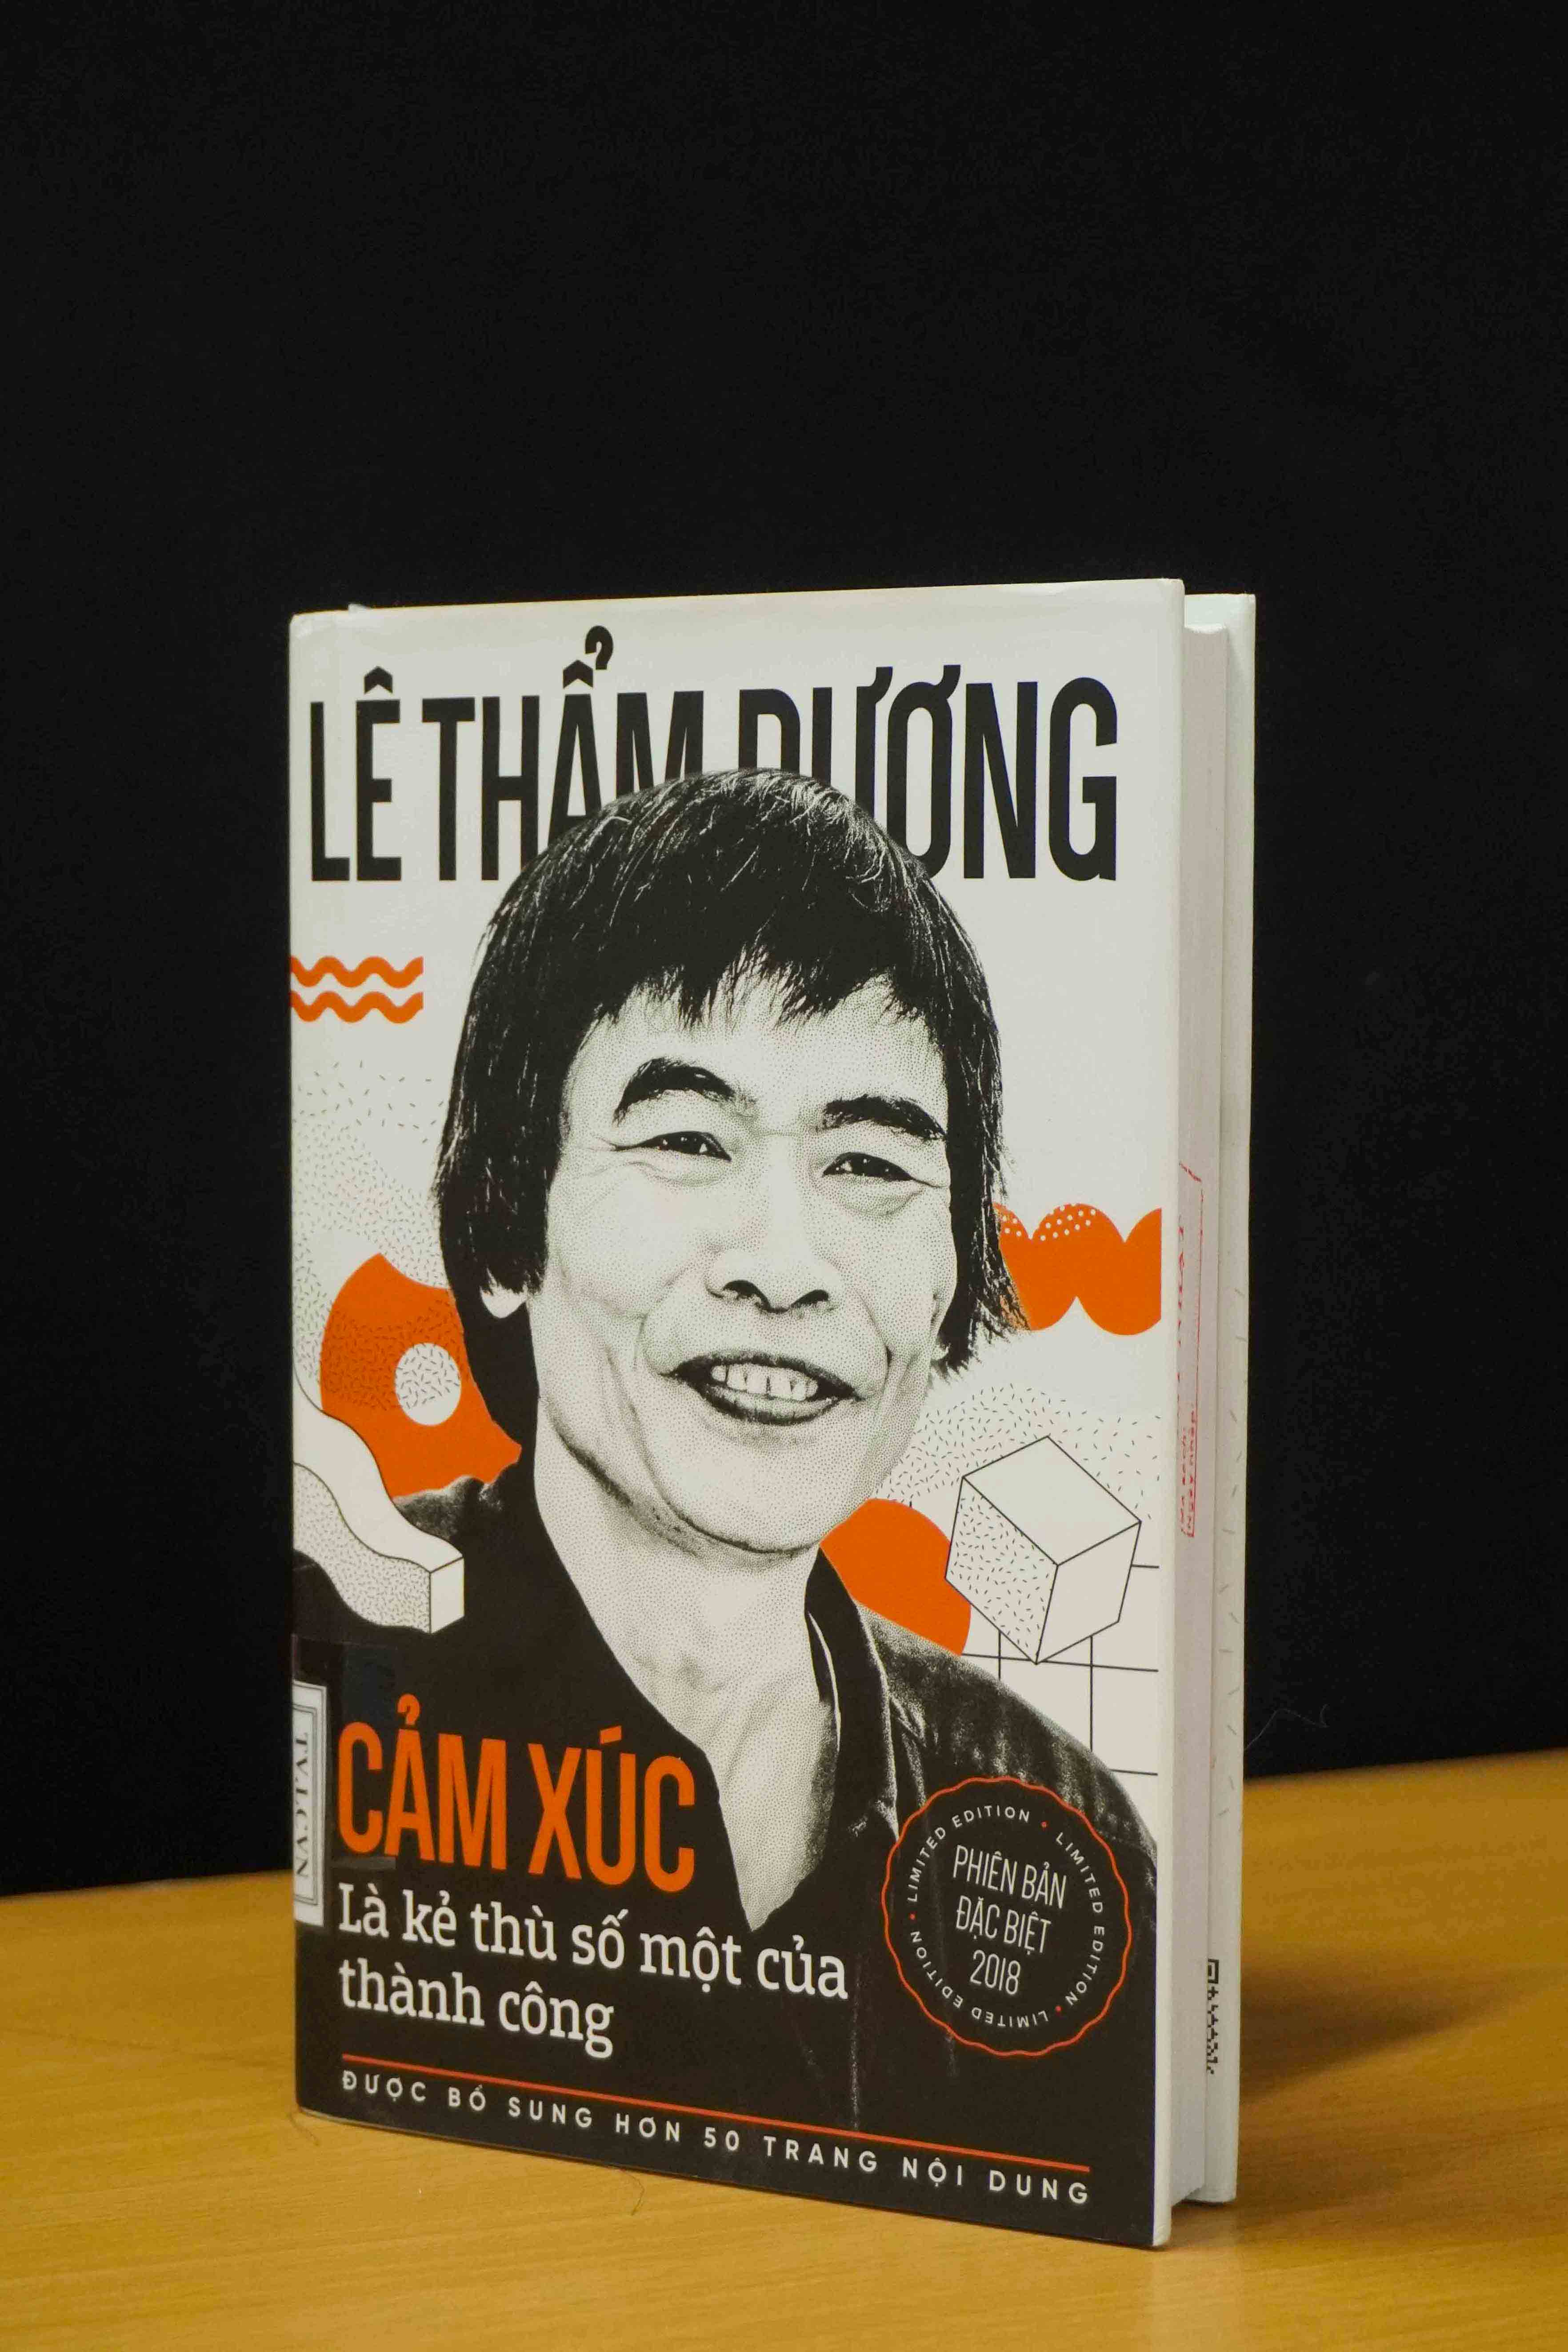 LÊ THẨM DƯƠNG
CẢM XÚC
Là kẻ thù số một của
thành công
ĐƯỢC BỔ SUNG HƠN 50 TRANG NỘI DUNG
LIMITED EDITION • LIMITED EDITION • LIMITED EDITION •
PHIÊN BẢN
ĐẶC BIỆT
2018